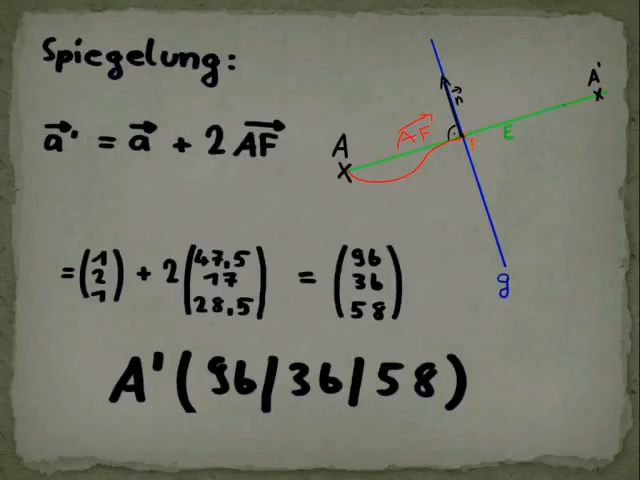 Spiegelung:
a⃗' = a⃗ + 2 AF⃗
= (1 2 1) + 2 (47,5 17 28,5) = (96 36 58)
A' (96/36/58)
A
AF⃗
n⃗
F
E
A'
g